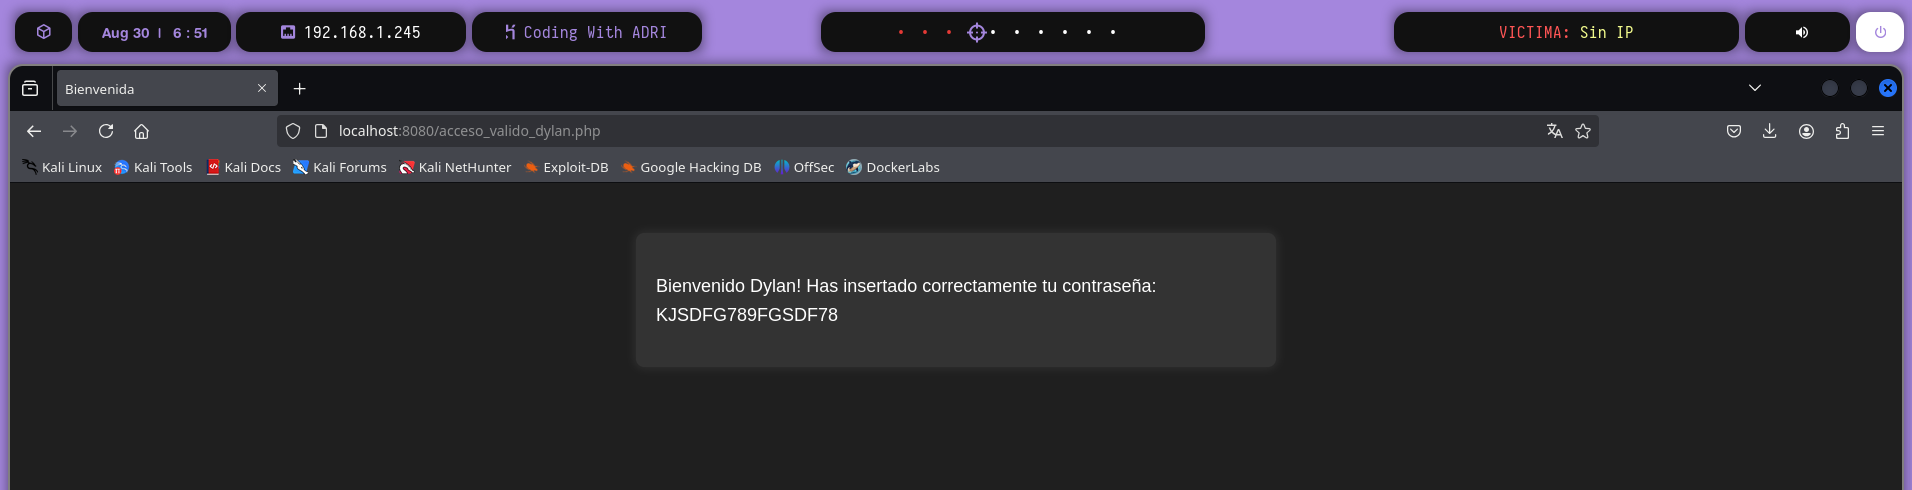 Aug 30 | 6 : 51
192.168.1.245
Coding With ADRI
VICTIMA: Sin IP
Bienvenida
localhost:8080/acceso_valido_dylan.php
Kali Linux
Kali Tools
Kali Docs
Kali Forums
Kali NetHunter
Exploit-DB
Google Hacking DB
OffSec
DockerLabs
Bienvenido Dylan! Has insertado correctamente tu contraseña:
KJSDFG789FGSDF78